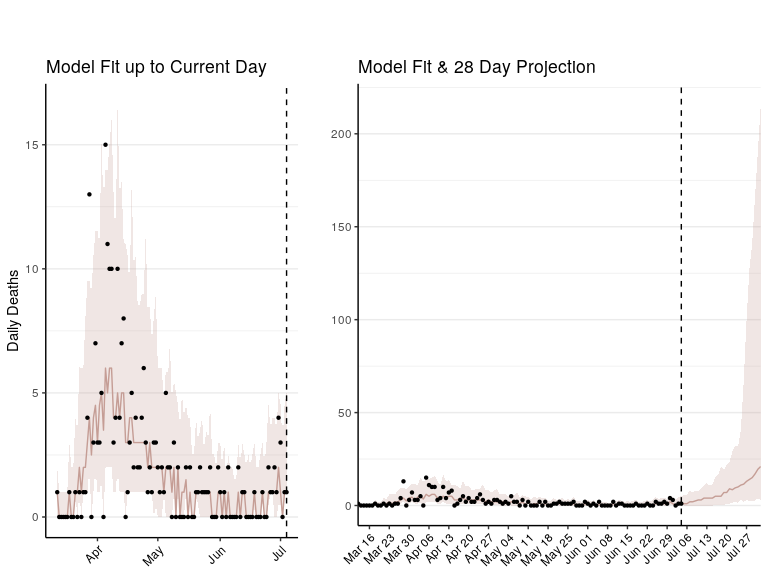 Model Fit up to Current Day
Model Fit & 28 Day Projection
Daily Deaths
15
10
5
0
Apr
May
Jun
Jul
200
150
100
50
0
Mar 16
Mar 23
Mar 30
Apr 06
Apr 13
Apr 20
Apr 27
May 04
May 11
May 18
May 25
Jun 01
Jun 08
Jun 15
Jun 22
Jun 29
Jul 06
Jul 13
Jul 20
Jul 27